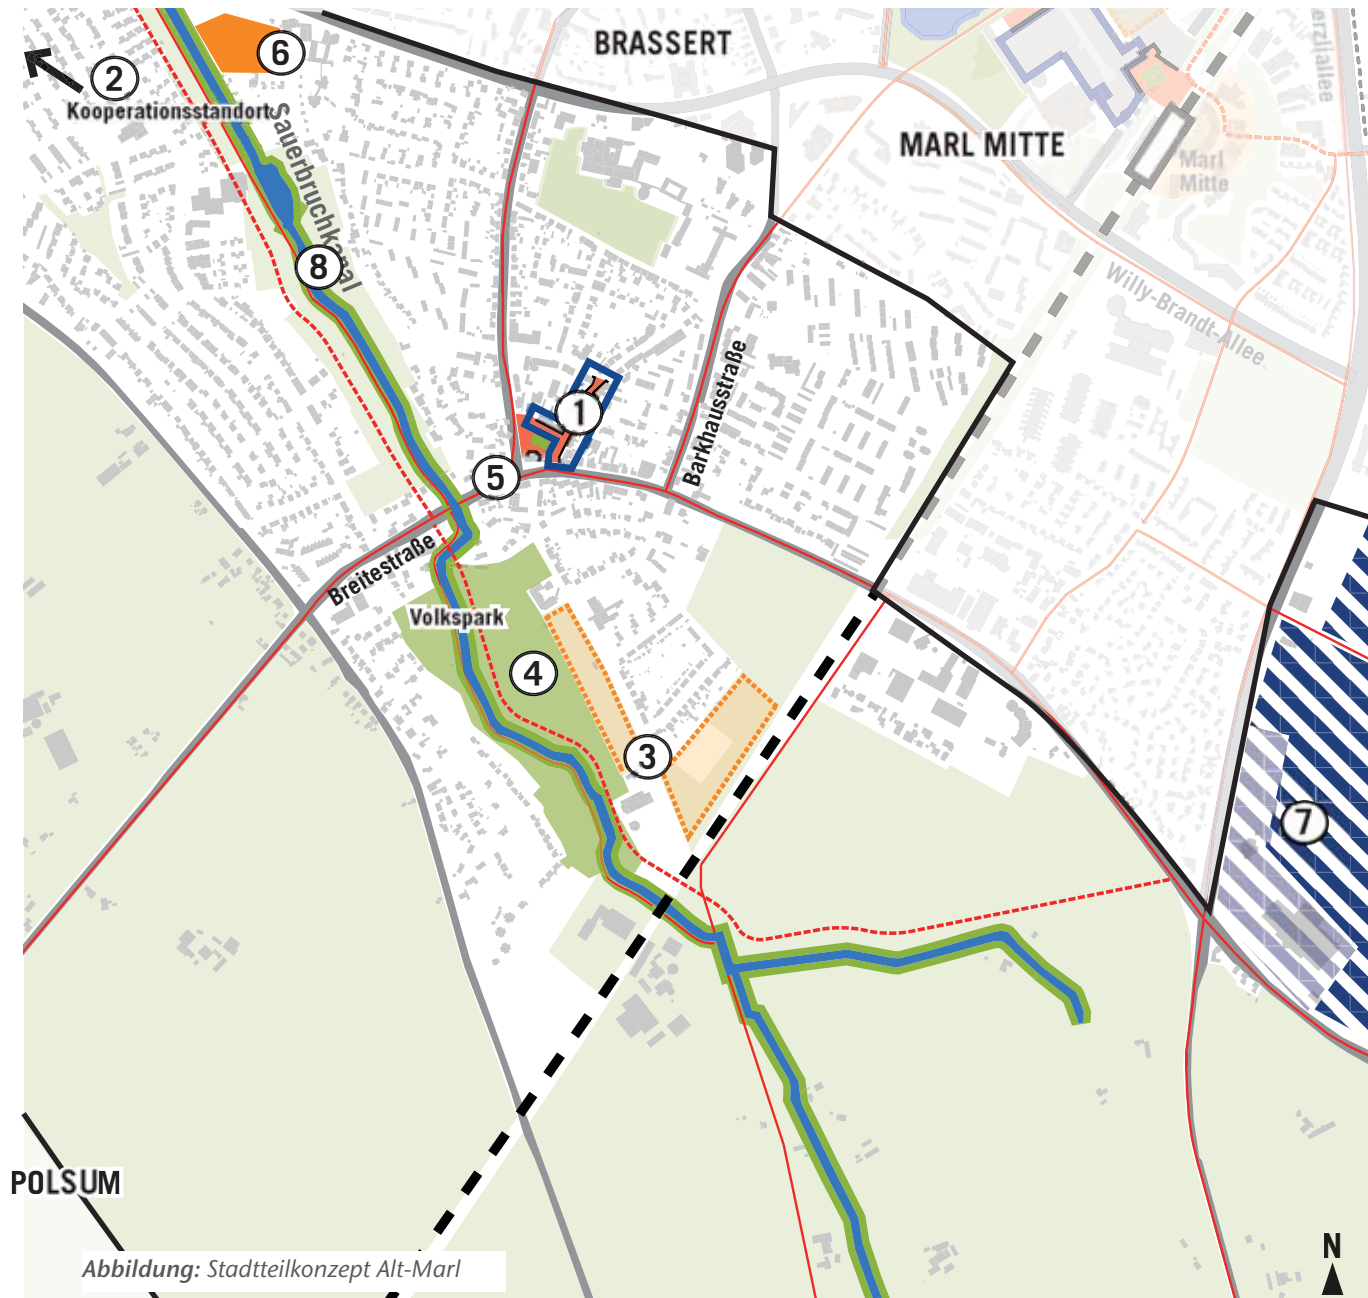 BRASSERT
6
2
Kooperationsstandort
Sauerbruchkanal
MARL MITTE
Marl
Mitte
erzliallee
8
Willy-Brandt-Allee
1
Barkhausstraße
5
Breitestraße
Volkspark
4
3
7
POLSUM
Abbildung: Stadtteilkonzept Alt-Marl
N